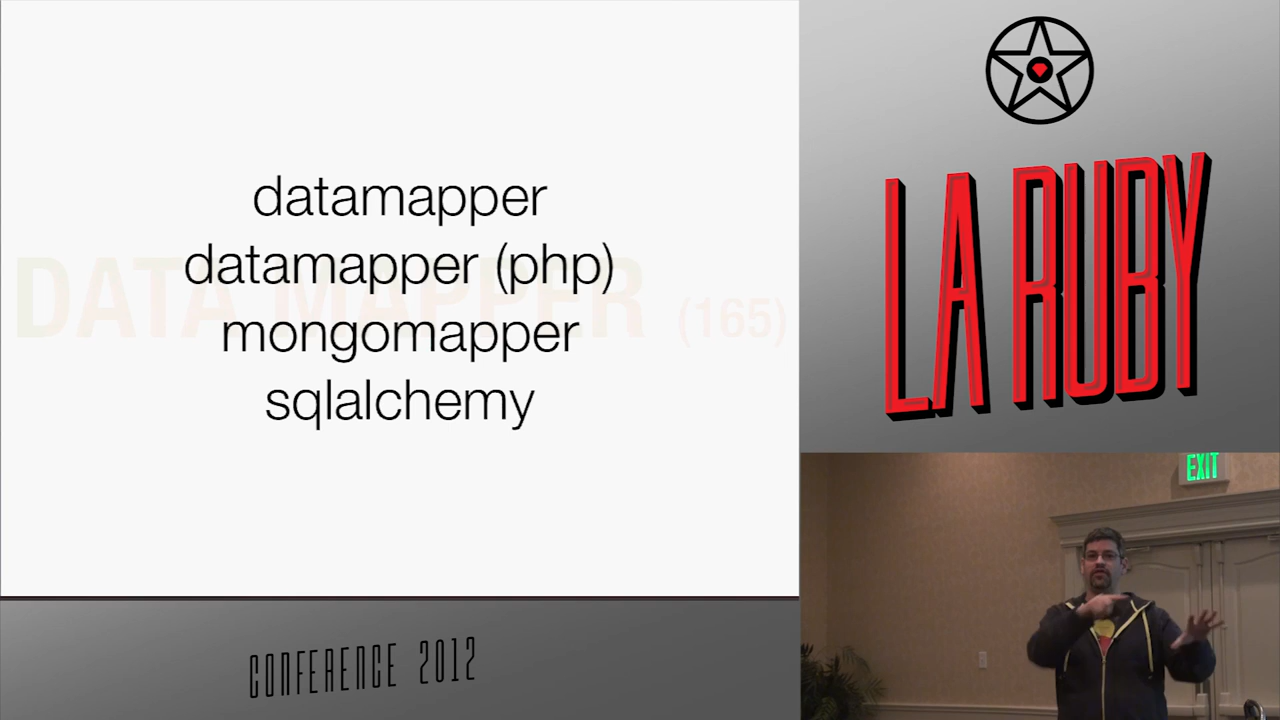 datamapper
datamapper (php)
mongomapper
sqlalchemy
DATA MAPPER (165)
CONFERENCE 2012
LA RUBY
EXIT